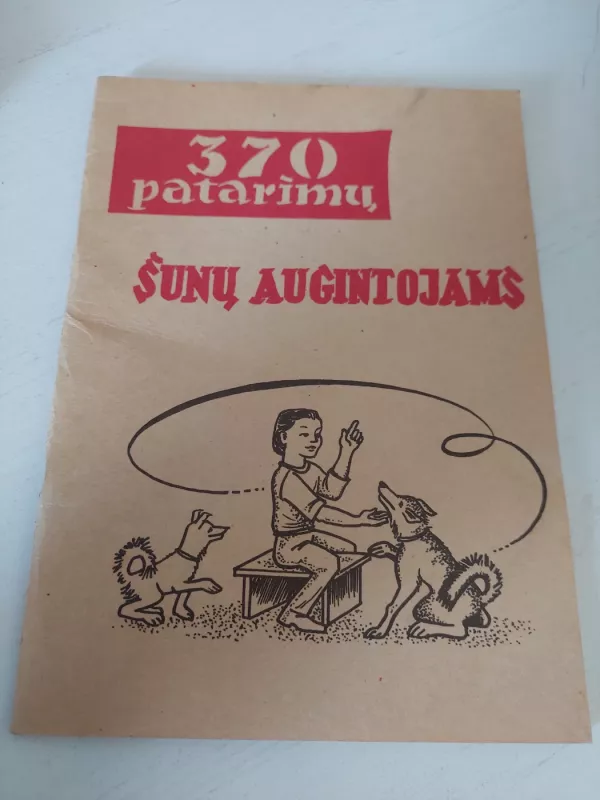 370
patarimų
ŠUNŲ AUGINTOJAMS